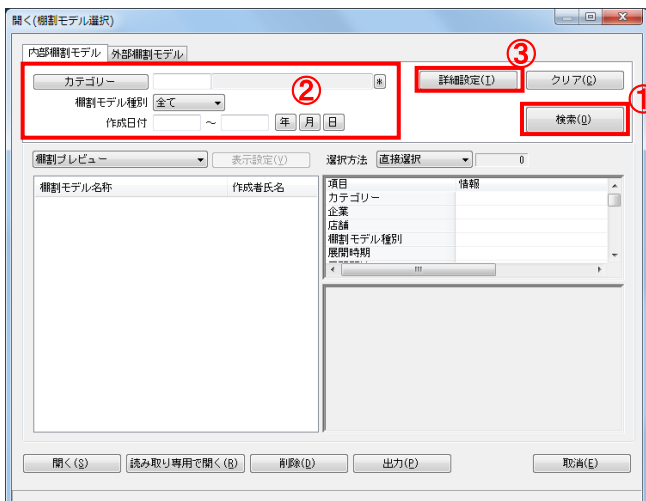 開く(棚割モデル選択)
内部棚割モデル 外部棚割モデル
③
カテゴリー * 詳細設定(I) クリア(C)
②
棚割モデル種別 全て
①
作成日付 ~ 年 月 日 検索(Q)
棚割プレビュー 表示設定(V) 選択方法 直接選択 0
棚割モデル名称 作成者氏名 項目 情報
カテゴリー
企業
店舗
棚割モデル種別
展開時期
開く(S) 読み取り専用で開く(R) 削除(D) 出力(P) 取消(E)